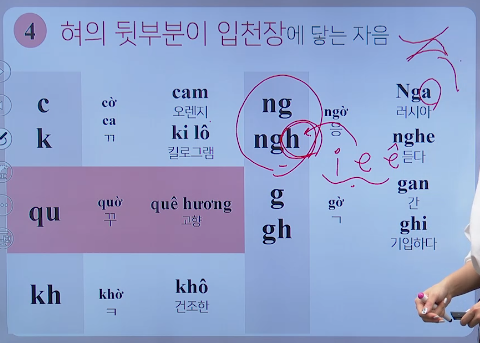 4 혀의 뒷부분이 입천장에 닿는 자음
c
k
cờ
ca
ㄲ
cam
오렌지
ki lô
킬로그램
qu
quờ
꾸
quê hương
고향
kh
khờ
ㅋ
khô
건조한
ng
ngh
ngờ
응
Nga
러시아
nghe
듣다
i e ê
g
gh
gờ
ㄱ
gan
간
ghi
기입하다